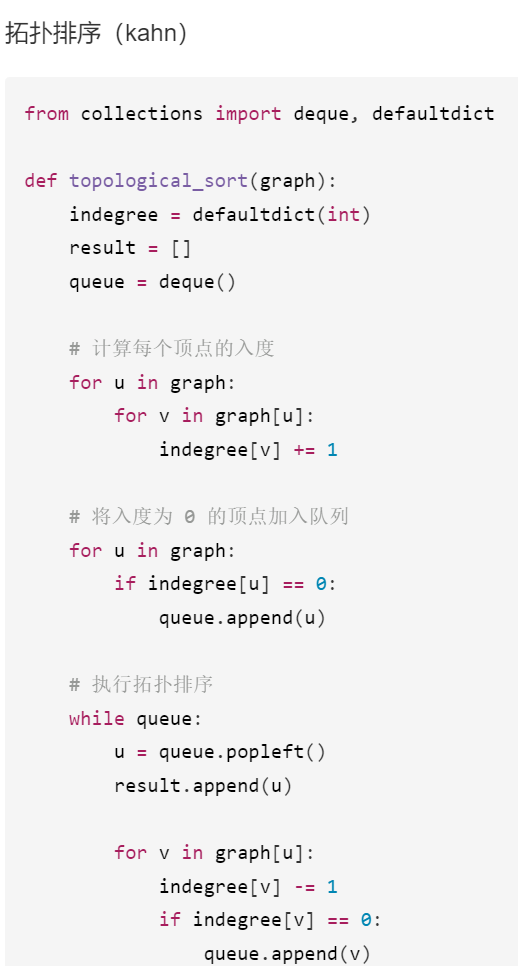 拓扑排序（kahn）
from collections import deque, defaultdict
def topological_sort(graph):
    indegree = defaultdict(int)
    result = []
    queue = deque()
    # 计算每个顶点的入度
    for u in graph:
        for v in graph[u]:
            indegree[v] += 1
    # 将入度为 0 的顶点加入队列
    for u in graph:
        if indegree[u] == 0:
            queue.append(u)
    # 执行拓扑排序
    while queue:
        u = queue.popleft()
        result.append(u)
        for v in graph[u]:
            indegree[v] -= 1
            if indegree[v] == 0:
                queue.append(v)